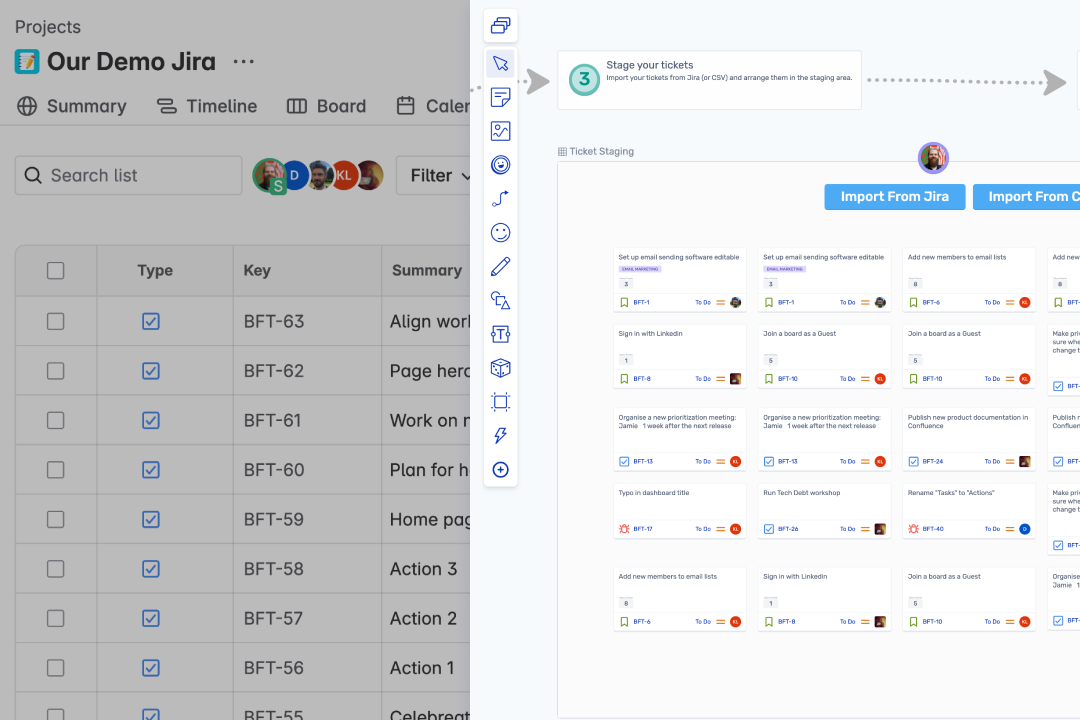 Projects
Our Demo Jira
Summary
Timeline
Board
Calen
Search list
S
D
KL
Filter
Type
Key
Summary
BFT-63
Align worl
BFT-62
Page hero
BFT-61
Work on n
BFT-60
Plan for h
BFT-59
Home pag
BFT-58
Action 3
BFT-57
Action 2
BFT-56
Action 1
BFT-55
Celebrat
3
Stage your tickets
Import your tickets from Jira (or CSV) and arrange them in the staging area.
Ticket Staging
Import From Jira
Import From C
Set up email sending software editable
EMAIL MARKETING
3
BFT-1
To Do
Set up email sending software editable
EMAIL MARKETING
3
BFT-1
To Do
Add new members to email lists
8
BFT-6
To Do
KL
Add new
8
BFT-
Sign in with LinkedIn
1
BFT-8
To Do
Join a board as a Guest
5
BFT-10
To Do
KL
Join a board as a Guest
5
BFT-10
To Do
KL
Make priv
sure whe
change t
BFT-
Organise a new prioritization meeting:
Jamie 1 week after the next release
BFT-13
To Do
KL
Organise a new prioritization meeting:
Jamie 1 week after the next release
BFT-13
To Do
KL
Publish new product documentation in
Confluence
BFT-24
To Do
Publish n
Confluen
BFT-
Typo in dashboard title
BFT-17
To Do
KL
Run Tech Debt workshop
BFT-26
To Do
Rename "Tasks" to "Actions"
BFT-40
To Do
D
Make priv
sure whe
change t
BFT-
Add new members to email lists
8
BFT-6
To Do
KL
Sign in with LinkedIn
1
BFT-8
To Do
Join a board as a Guest
5
BFT-10
To Do
KL
Organise
Jamie 1
BFT-